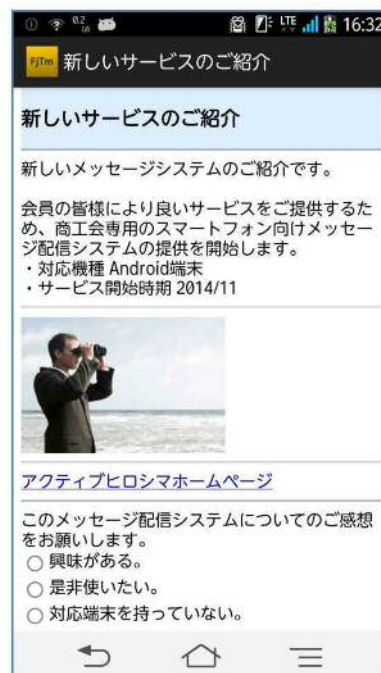 0.2
GB
LTE
16:32
FJTm 新しいサービスのご紹介
新しいサービスのご紹介
新しいメッセージシステムのご紹介です。
会員の皆様により良いサービスをご提供するた
め、商工会専用のスマートフォン向けメッセー
ジ配信システムの提供を開始します。
・対応機種 Android端末
・サービス開始時期 2014/11
アクティブヒロシマホームページ
このメッセージ配信システムについてのご感想
をお願いします。
興味がある。
是非使いたい。
対応端末を持っていない。